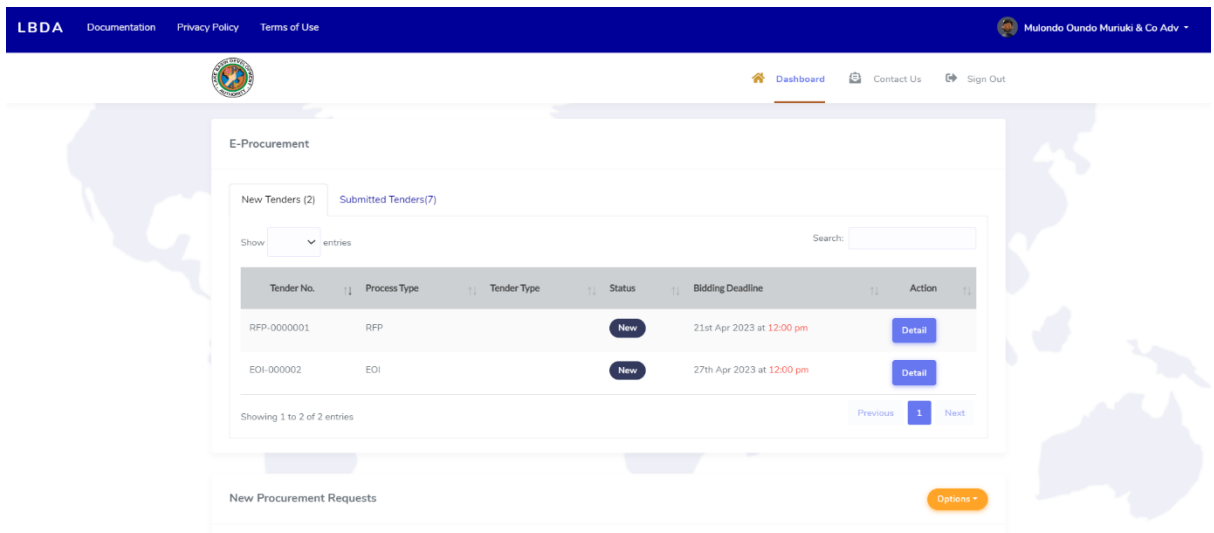 LBDA Documentation Privacy Policy Terms of Use Mulondo Oundo Muriuki & Co Adv
Dashboard Contact Us Sign Out
E-Procurement
New Tenders (2) Submitted Tenders(7)
Show entries Search:
Tender No. Process Type Tender Type Status Bidding Deadline Action
RFP-0000001 RFP New 21st Apr 2023 at 12:00 pm Detail
EOI-000002 EOI New 27th Apr 2023 at 12:00 pm Detail
Showing 1 to 2 of 2 entries Previous 1 Next
New Procurement Requests Options